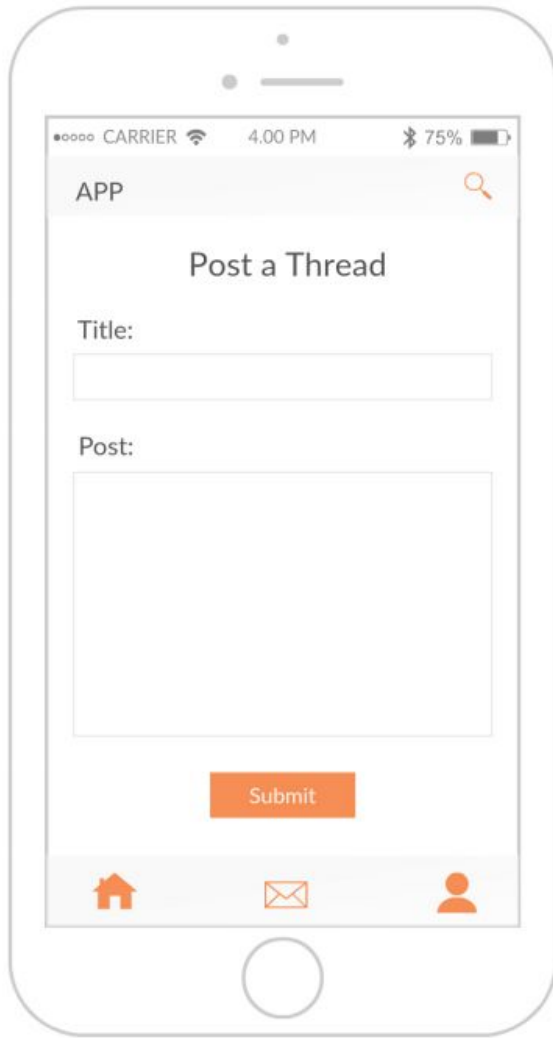 CARRIER 4.00 PM 75%
APP
Post a Thread
Title:
Post:
Submit